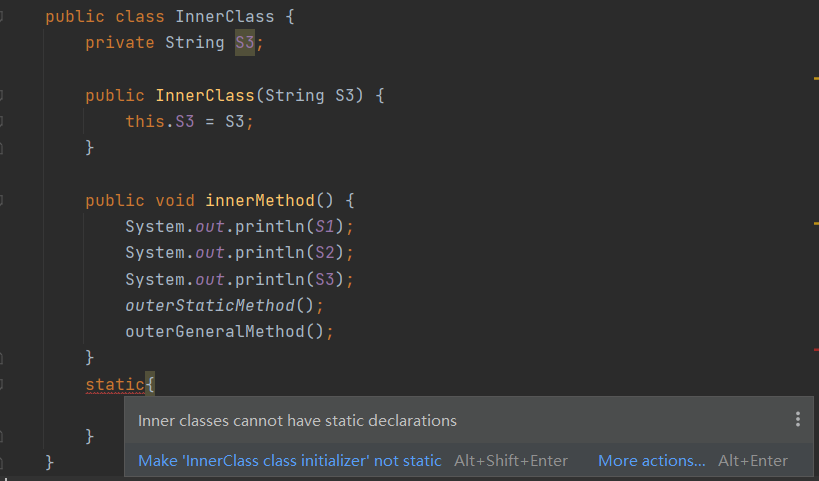 public class InnerClass {
private String S3;
public InnerClass(String S3) {
this.S3 = S3;
}
public void innerMethod() {
System.out.println(S1);
System.out.println(S2);
System.out.println(S3);
outerStaticMethod();
outerGeneralMethod();
}
static{
Inner classes cannot have static declarations
}
Make 'InnerClass class initializer' not static Alt+Shift+Enter More actions... Alt+Enter
}